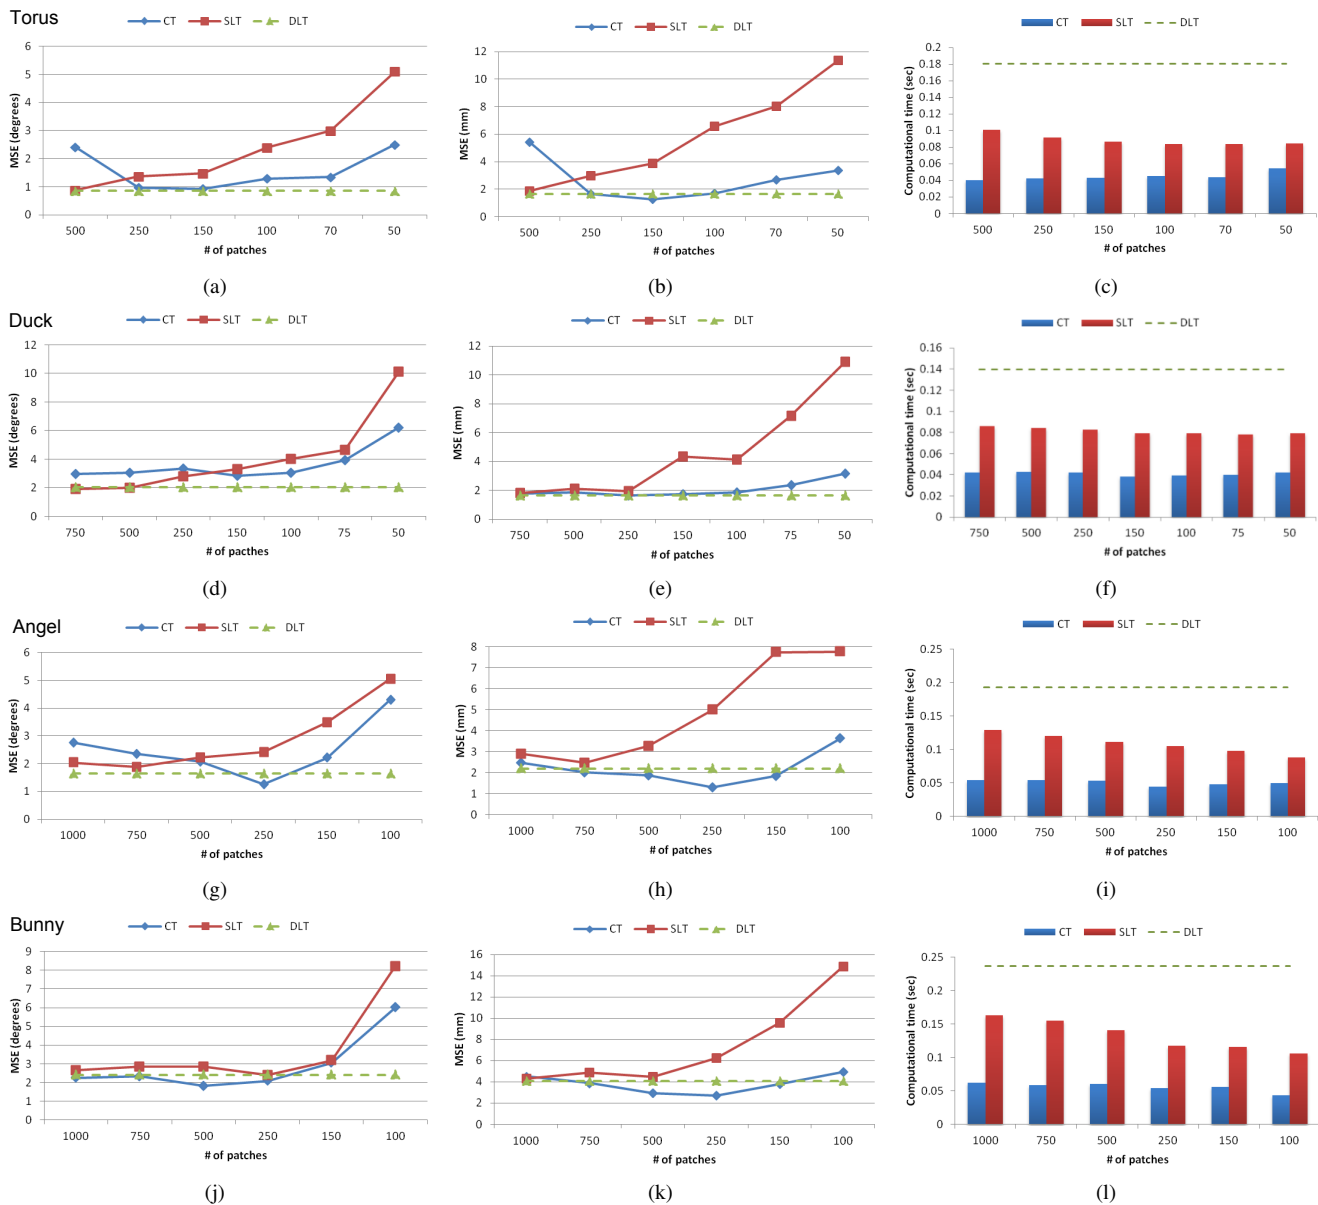 Torus
CT SLT DLT
MSE (degrees)
6
5
4
3
2
1
0
500 250 150 100 70 50
# of patches
(a)
CT SLT DLT
MSE (mm)
12
10
8
6
4
2
0
500 250 150 100 70 50
# of patches
(b)
CT SLT DLT
Computational time (sec)
0.2
0.18
0.16
0.14
0.12
0.1
0.08
0.06
0.04
0.02
0
500 250 150 100 70 50
# of patches
(c)
Duck
CT SLT DLT
MSE (degrees)
12
10
8
6
4
2
0
750 500 250 150 100 75 50
# of pacthes
(d)
CT SLT DLT
MSE (mm)
12
10
8
6
4
2
0
750 500 250 150 100 75 50
# of patches
(e)
CT SLT DLT
Computational time (sec)
0.16
0.14
0.12
0.1
0.08
0.06
0.04
0.02
0
750 500 250 150 100 75 50
# of patches
(f)
Angel
CT SLT DLT
MSE (degrees)
6
5
4
3
2
1
0
1000 750 500 250 150 100
# of patches
(g)
CT SLT DLT
MSE (mm)
8
7
6
5
4
3
2
1
0
1000 750 500 250 150 100
# of patches
(h)
CT SLT DLT
Computational time (sec)
0.25
0.2
0.15
0.1
0.05
0
1000 750 500 250 150 100
# of patches
(i)
Bunny
CT SLT DLT
MSE (degrees)
9
8
7
6
5
4
3
2
1
0
1000 750 500 250 150 100
# of patches
(j)
CT SLT DLT
MSE (mm)
16
14
12
10
8
6
4
2
0
1000 750 500 250 150 100
# of patches
(k)
CT SLT DLT
Computational time (sec)
0.25
0.2
0.15
0.1
0.05
0
1000 750 500 250 150 100
# of patches
(l)